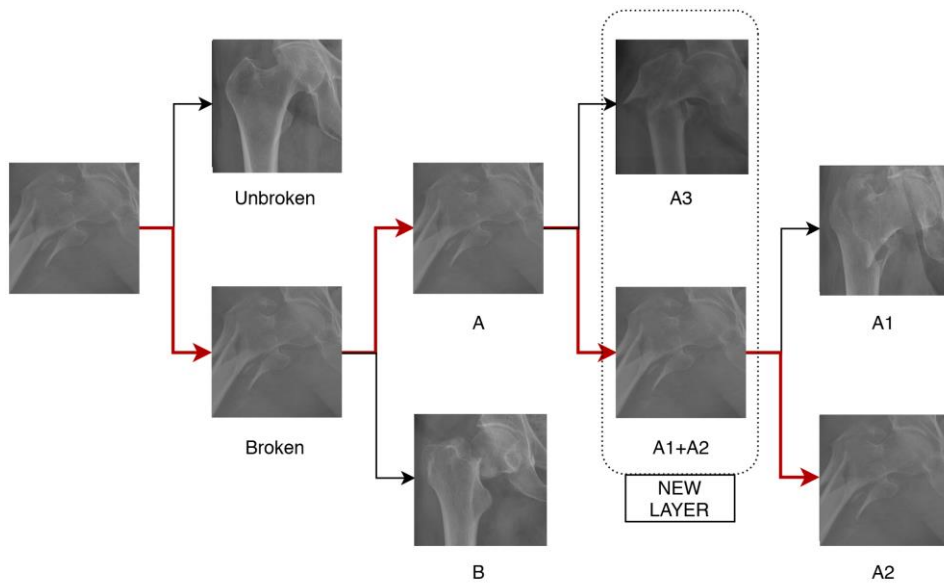 Unbroken
A3
A
A1
Broken
A1+A2
NEW
LAYER
B
A2